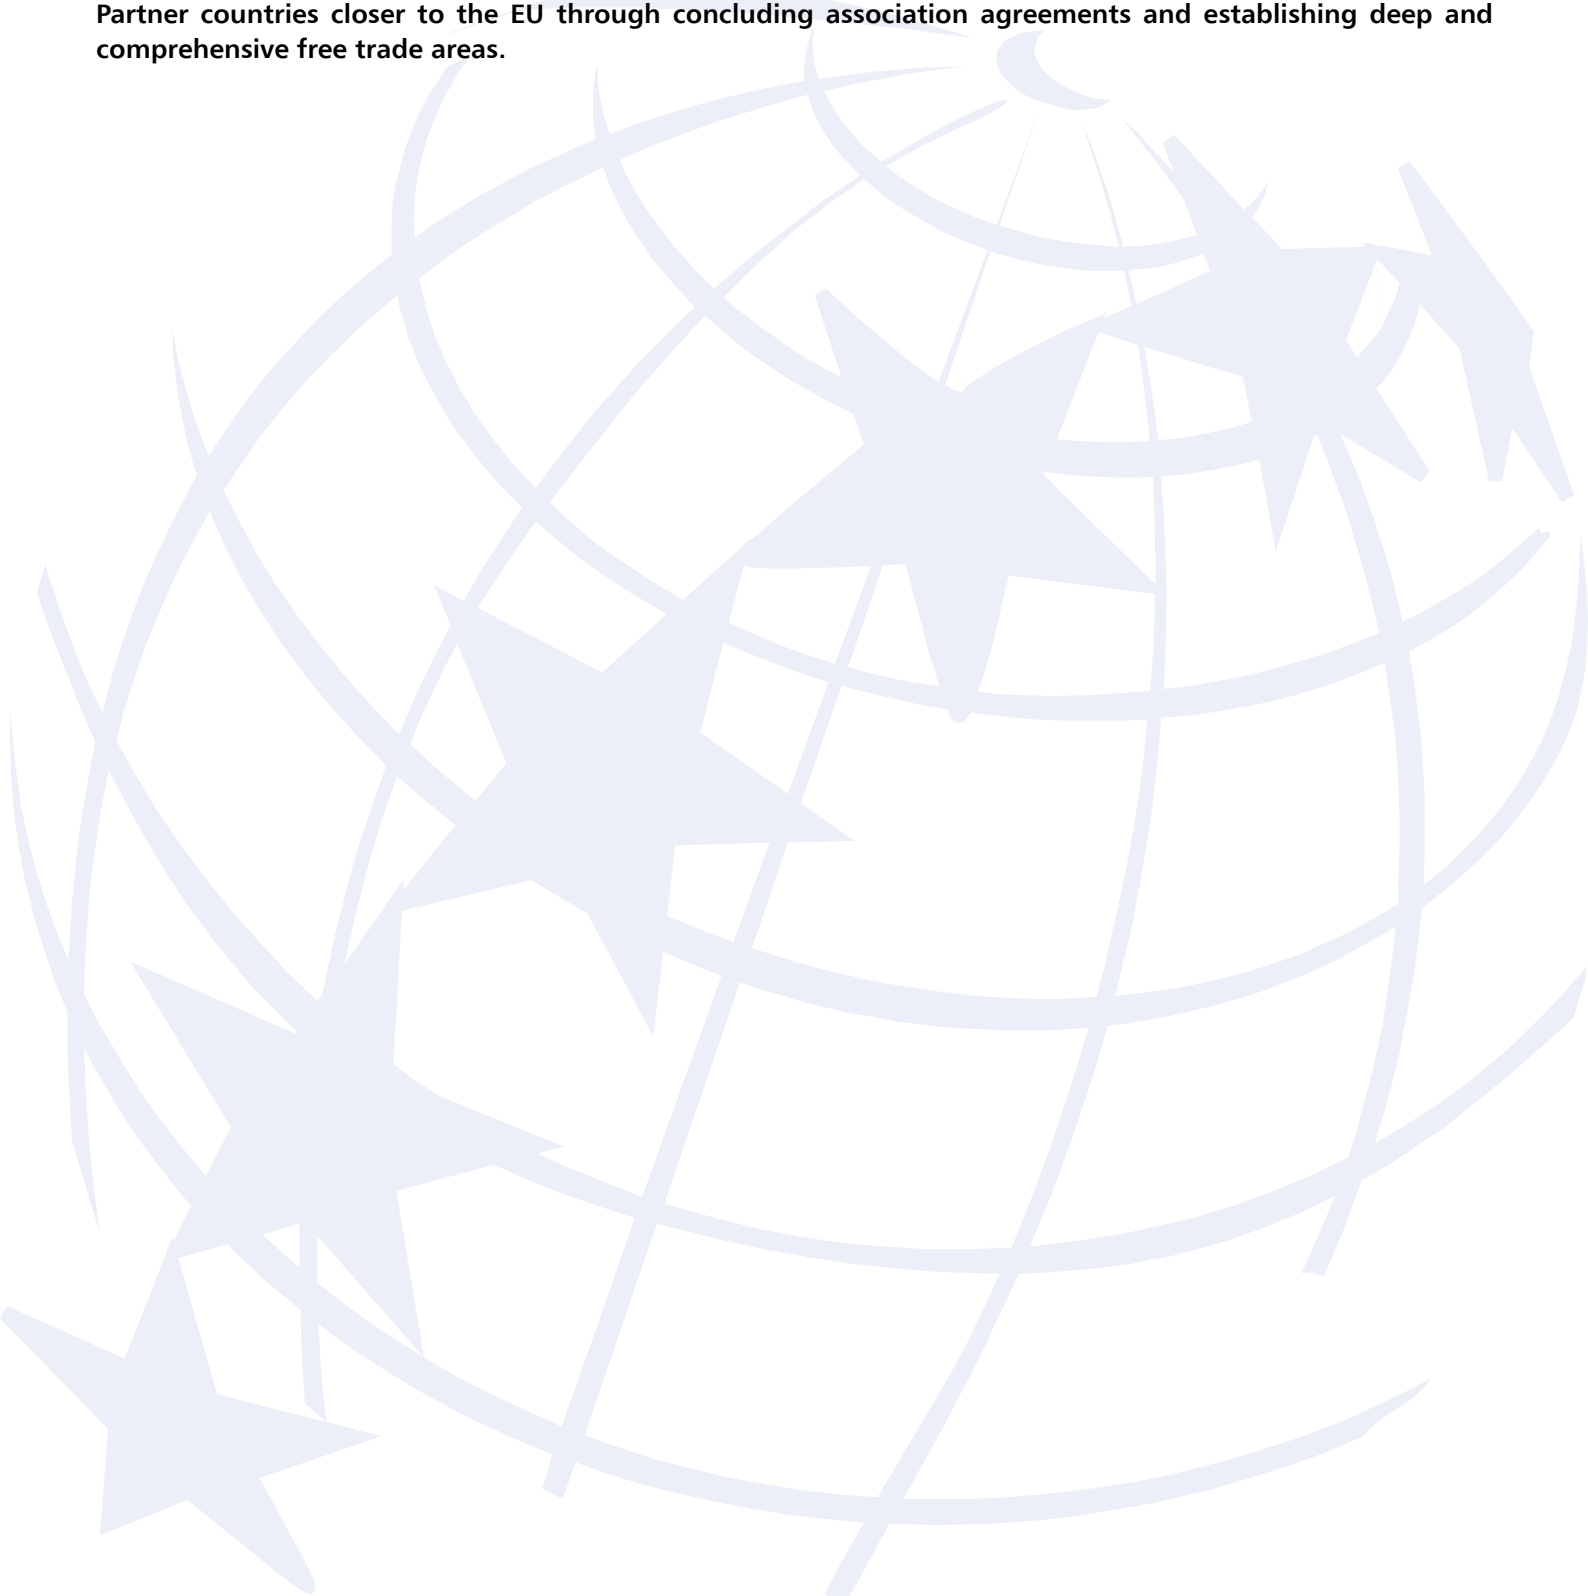 Partner countries closer to the EU through concluding association agreements and establishing deep and
comprehensive free trade areas.